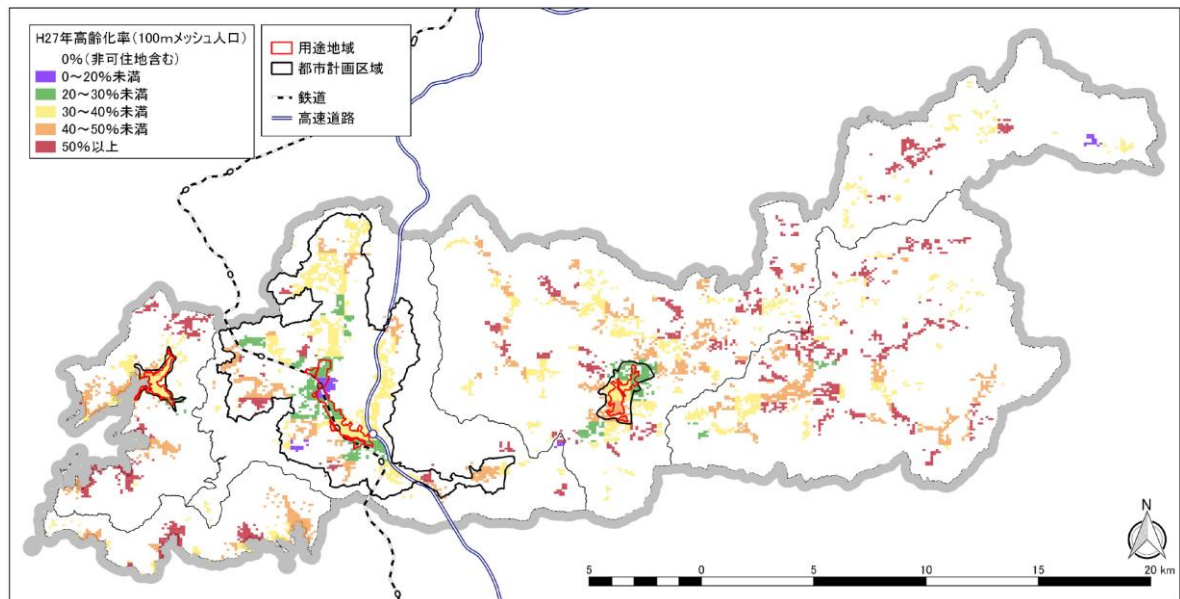 H27年高齢化率(100mメッシュ人口)
0%(非可住地含む)
0～20%未満
20～30%未満
30～40%未満
40～50%未満
50%以上
用途地域
都市計画区域
鉄道
高速道路
N
5 0 5 10 15 20 km